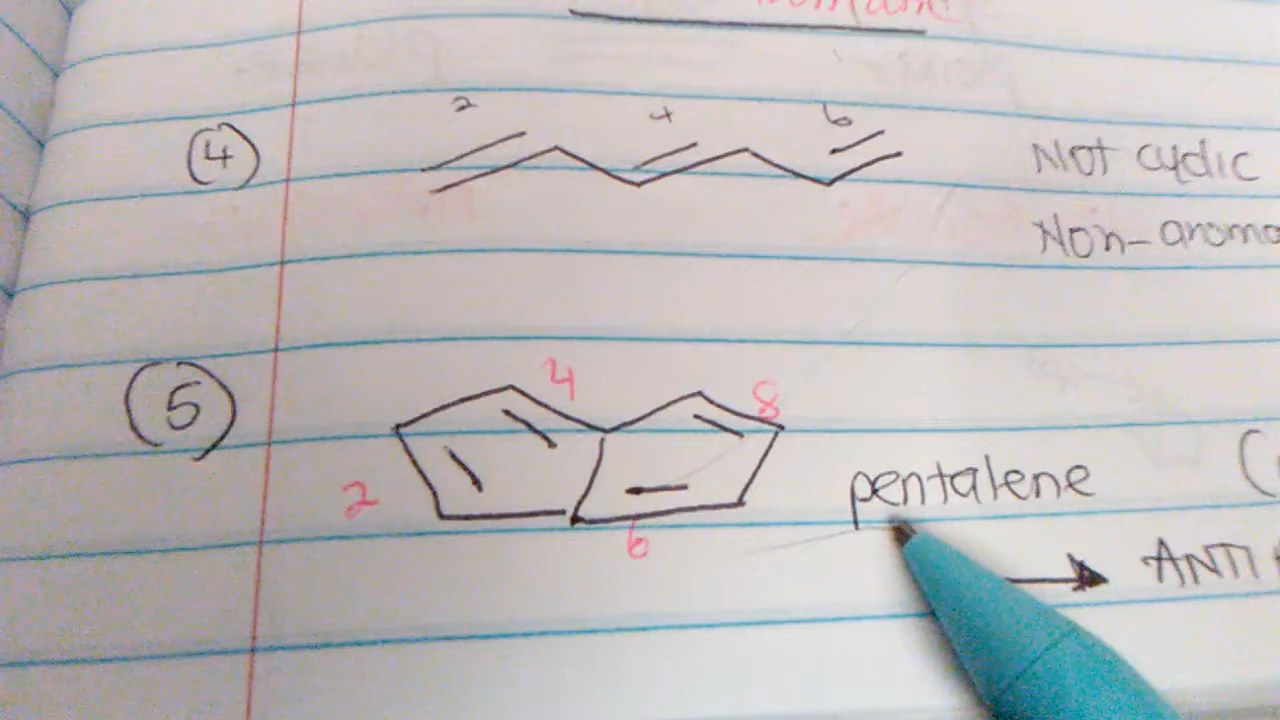 2 4 6
(4) Not cyclic
Non-aroma
4 8
(5)
2 pentalene (
6
→ ANTI